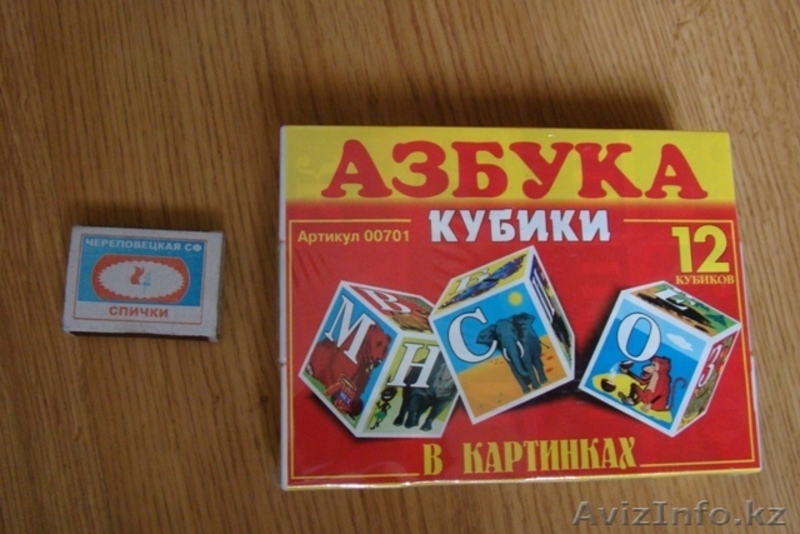 АЗБУКА
КУБИКИ
Артикул 00701
12
КУБИКОВ
В
М
Н
С
О
З
В КАРТИНКАХ
ЧЕРЕПОВЕЦКАЯ СФ
СПИЧКИ
AvizInfo.kz